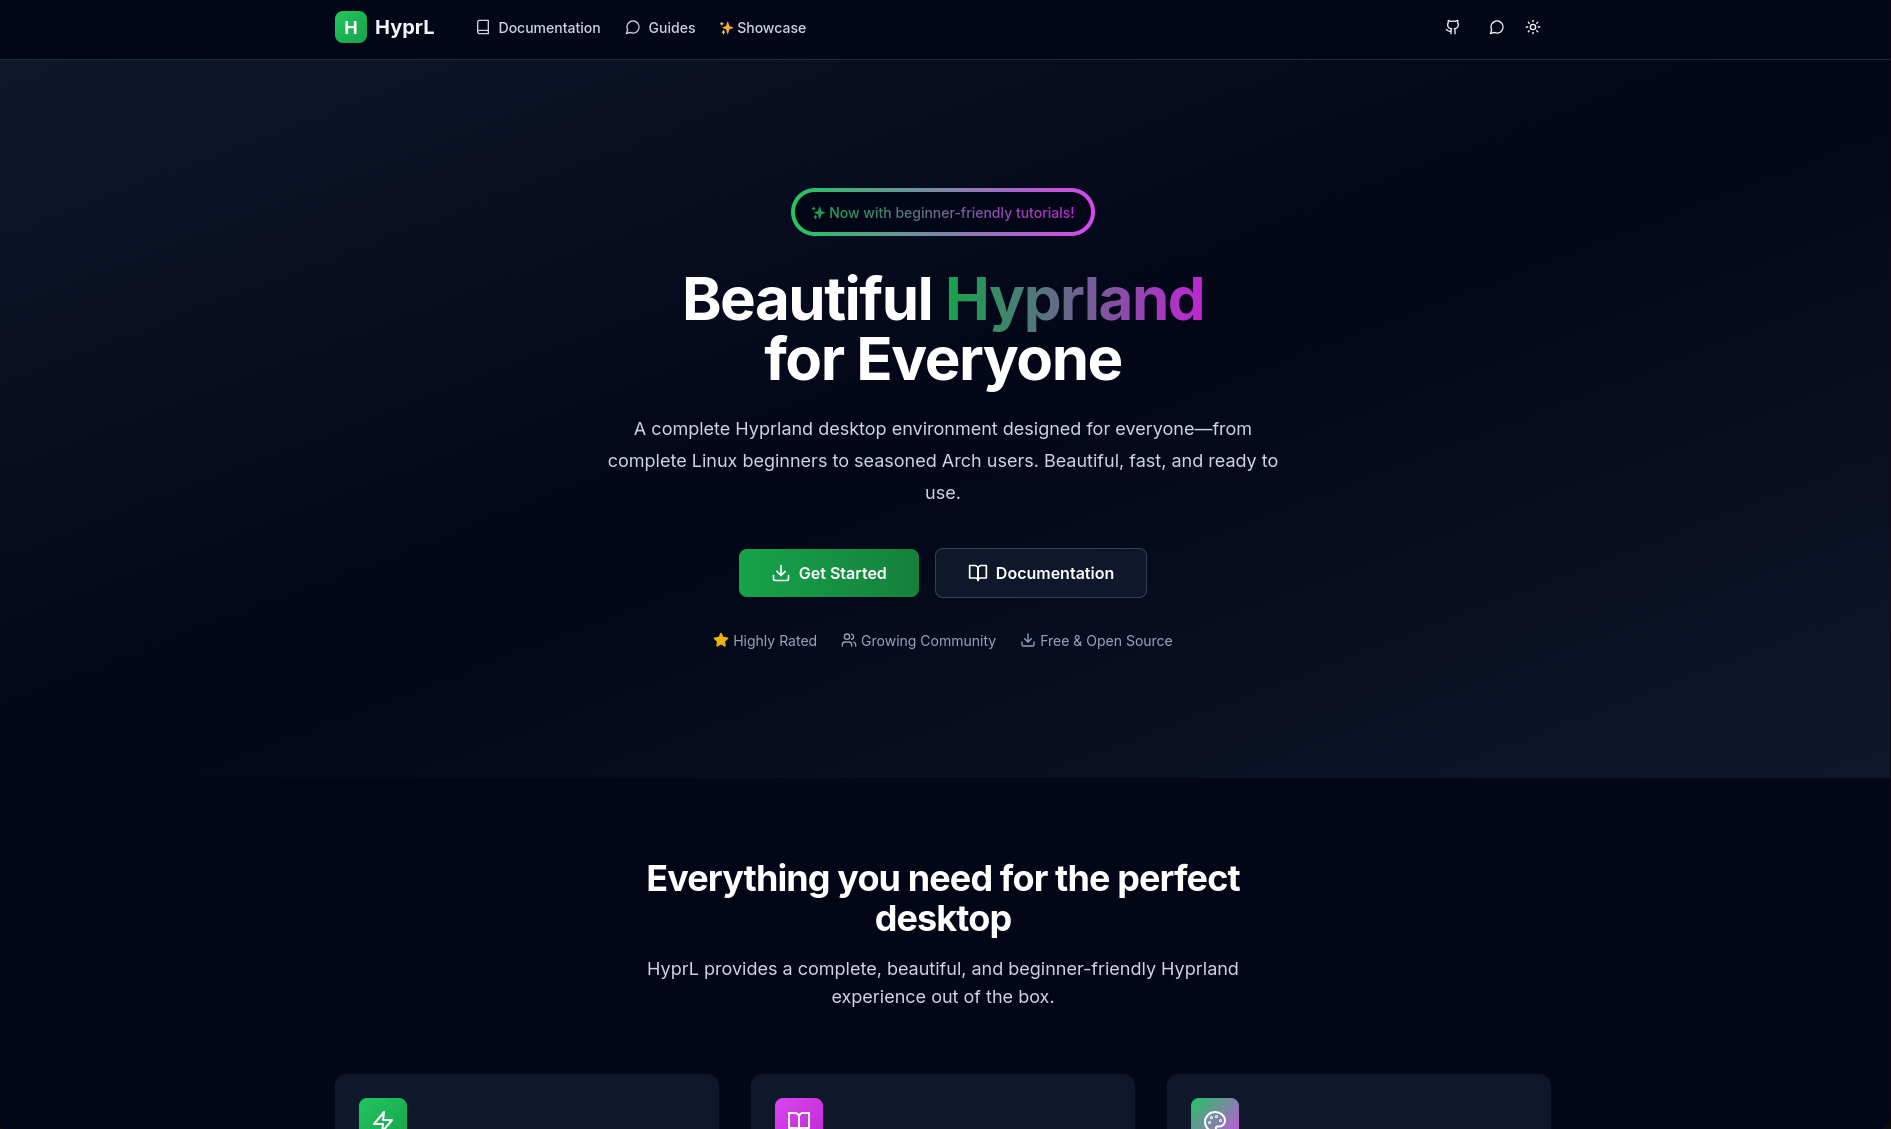 H HyprL Documentation Guides Showcase
Now with beginner-friendly tutorials!
Beautiful Hyprland
for Everyone
A complete Hyprland desktop environment designed for everyone—from
complete Linux beginners to seasoned Arch users. Beautiful, fast, and ready to
use.
Get Started Documentation
Highly Rated Growing Community Free & Open Source
Everything you need for the perfect
desktop
HyprL provides a complete, beautiful, and beginner-friendly Hyprland
experience out of the box.